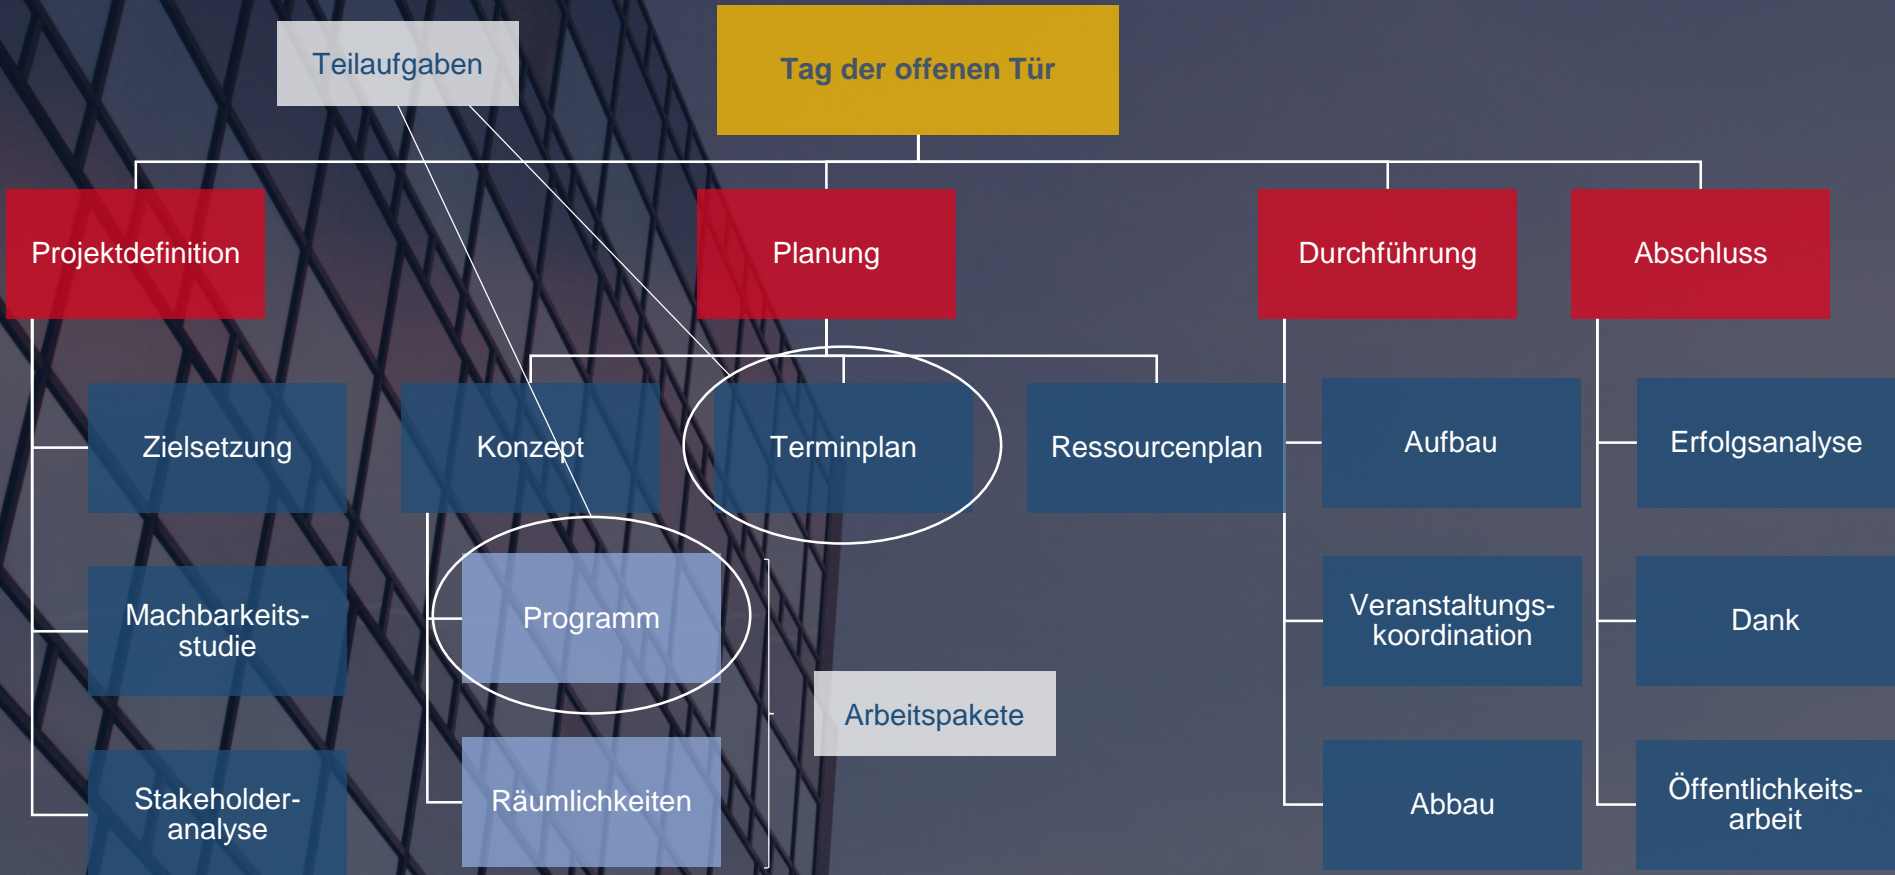 Teilaufgaben
Tag der offenen Tür
Projektdefinition
Planung
Durchführung
Abschluss
Zielsetzung
Konzept
Terminplan
Ressourcenplan
Aufbau
Erfolgsanalyse
Machbarkeits-
studie
Programm
Veranstaltungs-
koordination
Dank
Arbeitspakete
Stakeholder-
analyse
Räumlichkeiten
Abbau
Öffentlichkeits-
arbeit